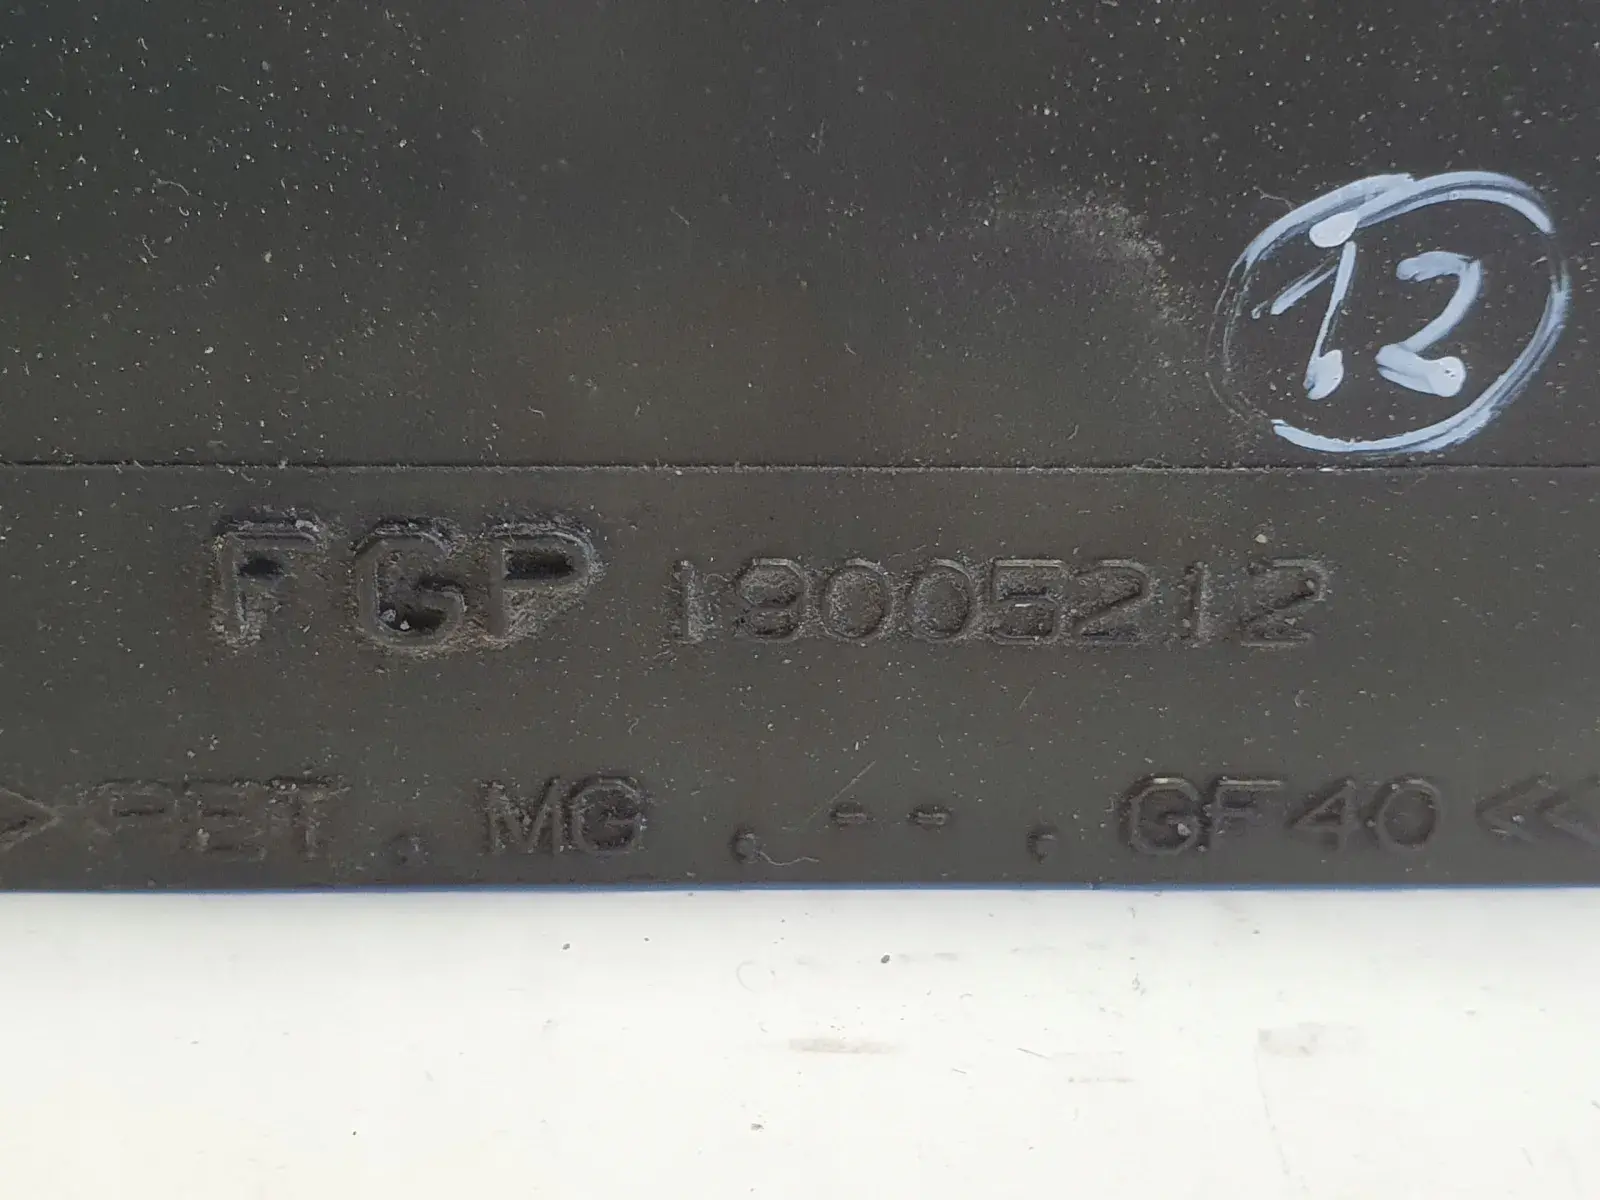 12
FGP 18005212
>PET . MG . -- . GF40 <<